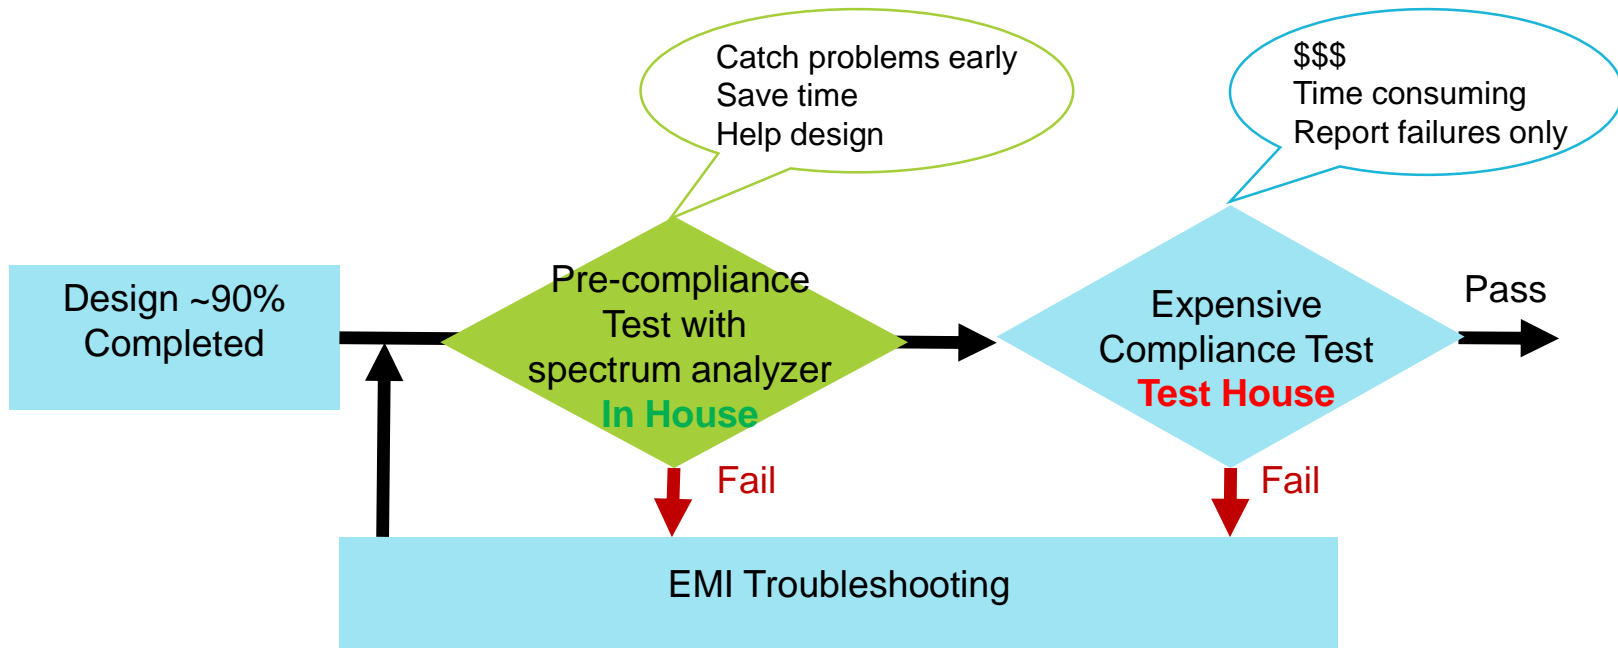 Catch problems early
Save time
Help design
$$$
Time consuming
Report failures only
Design ~90%
Completed
Pre-compliance
Test with
spectrum analyzer
In House
Expensive
Compliance Test
Test House
Pass
Fail
Fail
EMI Troubleshooting